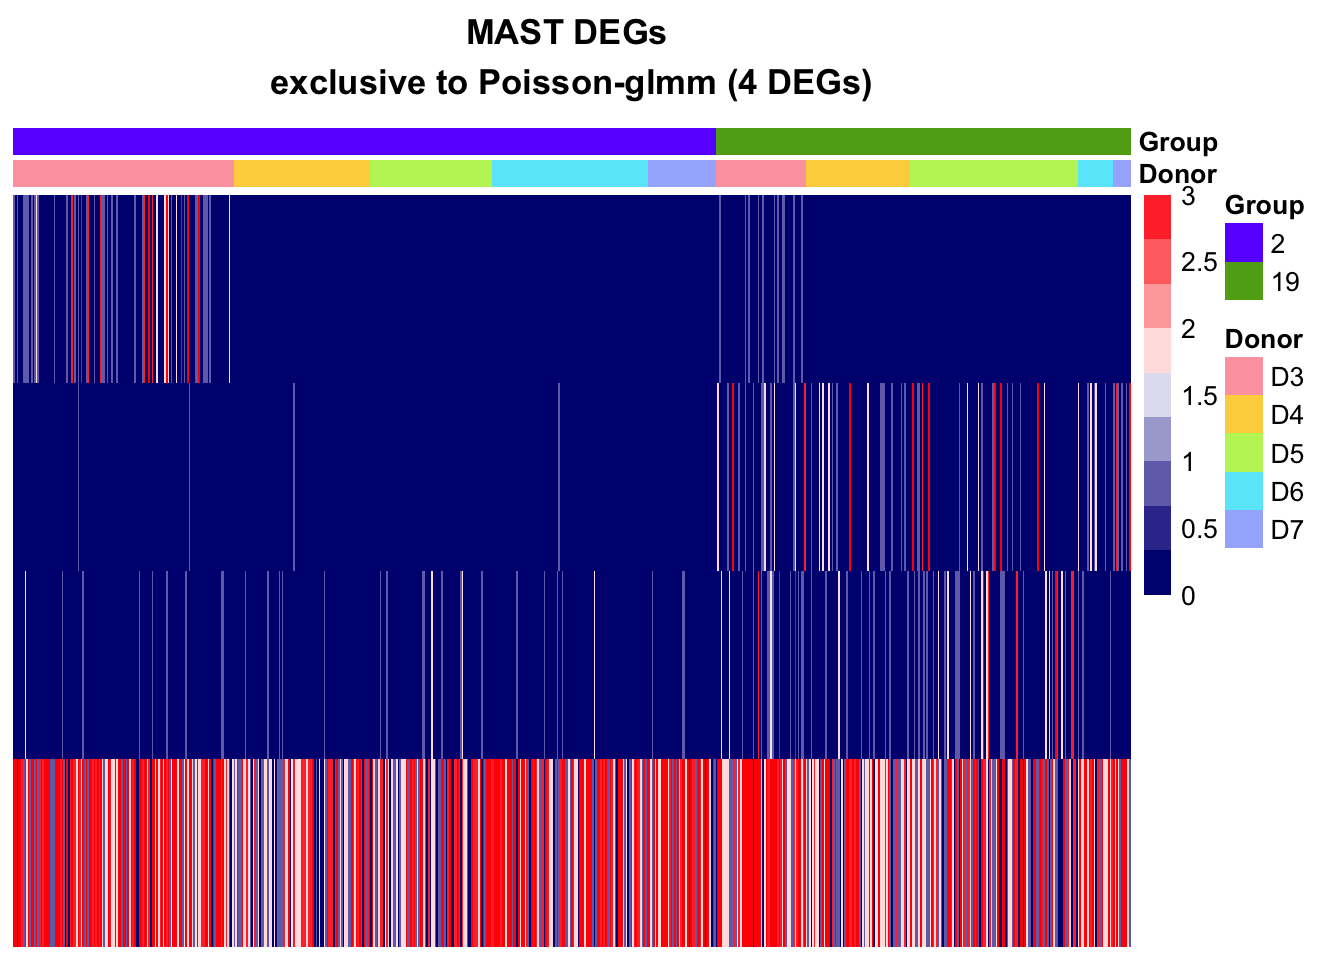 MAST DEGs
exclusive to Poisson-glmm (4 DEGs)
Group
Donor
3
2.5
2
1.5
1
0.5
0
Group
2
19
Donor
D3
D4
D5
D6
D7